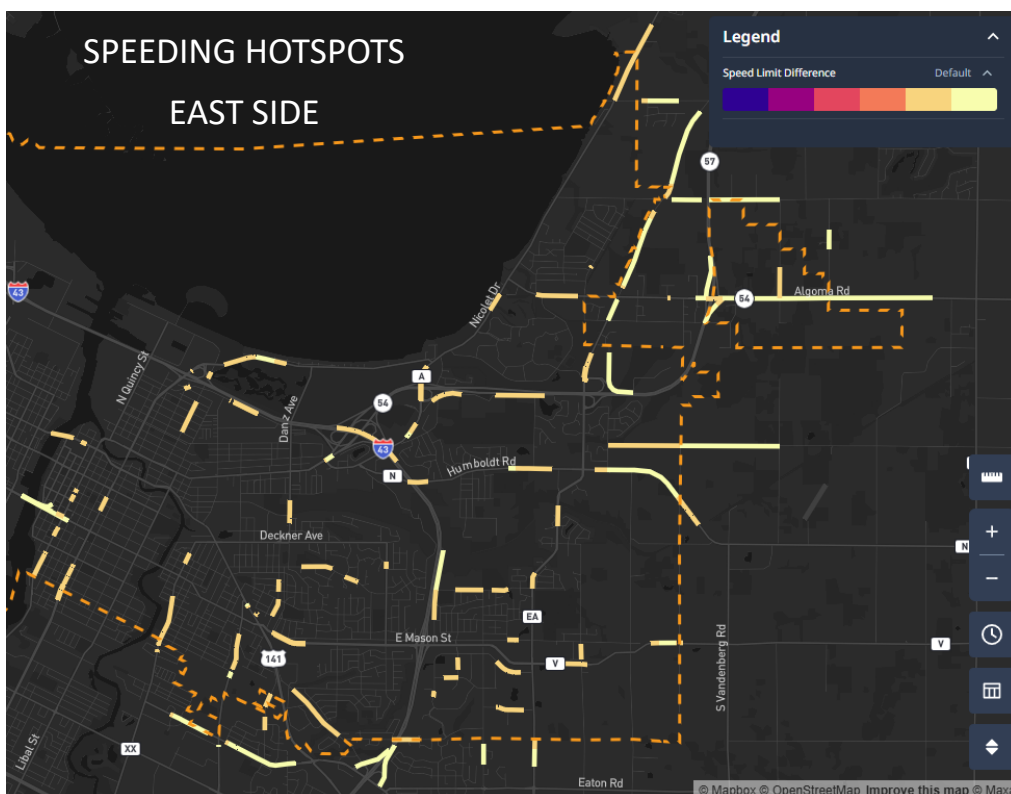 SPEEDING HOTSPOTS
EAST SIDE
Legend
Speed Limit Difference
Default
57
43
Nicolet Dr
54
Algoma Rd
N Quincy St
A
54
Danz Ave
43
Humboldt Rd
N
Deckner Ave
N
EA
E Mason St
V
V
141
S Vandenberg Rd
XX
Libal St
Eaton Rd
© Mapbox © OpenStreetMap Improve this map © Maxa